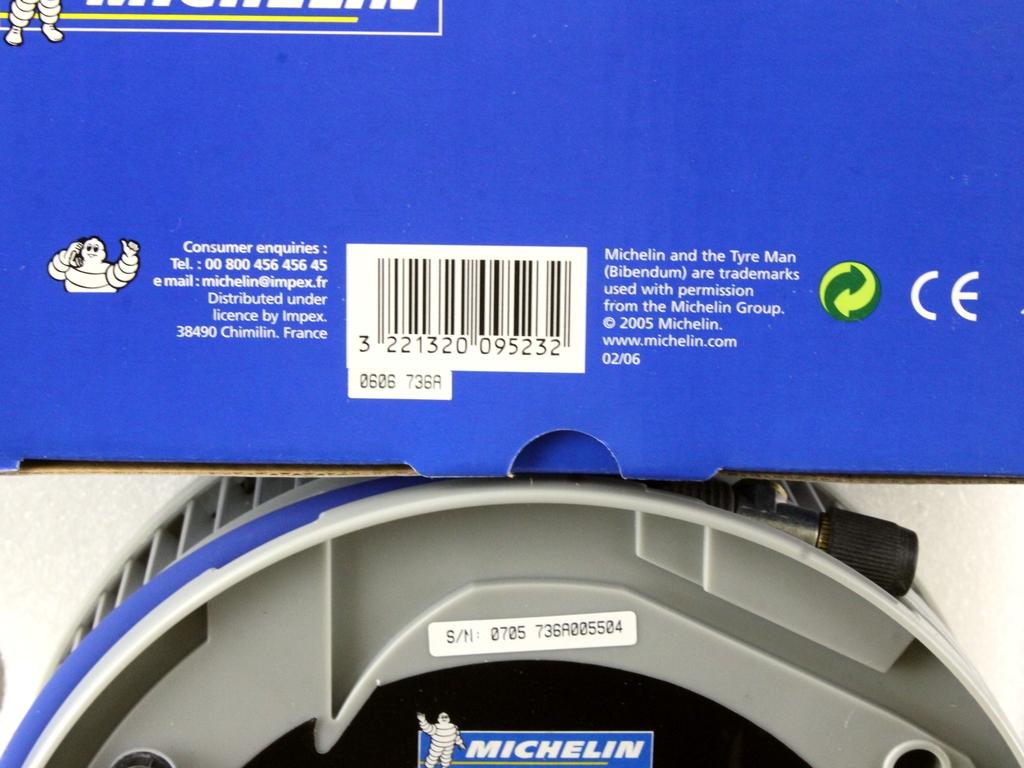 MICHELIN
Consumer enquiries :
Tel. : 00 800 456 456 45
e mail : michelin@impex.fr
Distributed under
licence by Impex.
38490 Chimilin. France
3 221320 095232
0606 736A
Michelin and the Tyre Man
(Bibendum) are trademarks
used with permission
from the Michelin Group.
© 2005 Michelin.
www.michelin.com
02/06
CE
S/N: 0705 736A005504
MICHELIN